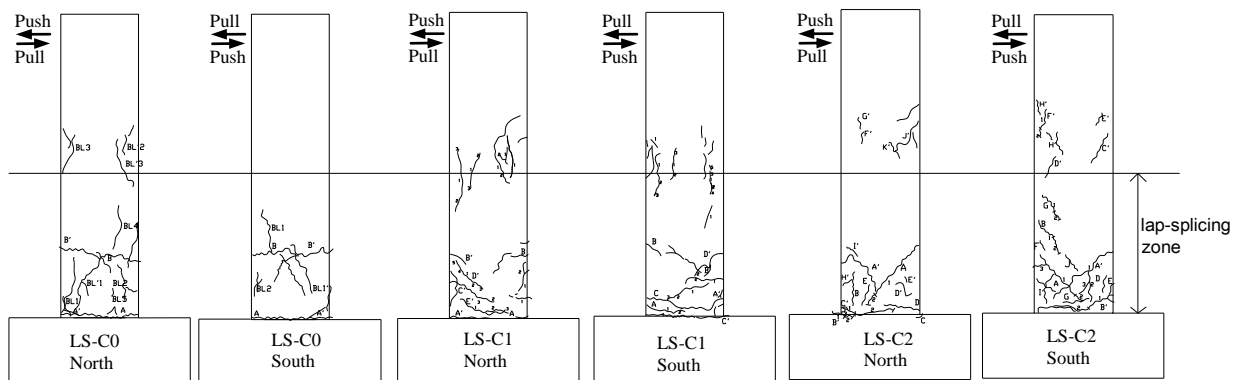 Push
Pull
Pull
Push
Push
Pull
Pull
Push
Push
Pull
Pull
Push
BL3
BL'2
BL'3
BL4
B'
B
BL'1
BL2
BL1
BL3
A'
A
BL1
B
B'
BL2
BL1'
A
A'
B'
D'
C'
E'
A'
A
B
B
D'
B'
C
A
A'
C'
G'
F'
J'
K'
I'
A'
A
H'
E
E'
B
D'
C'
D
B'
C
H'
F'
E'
H
C'
D'
G
B
F
A'
A
D
E
I
G
B'
lap-splicing
zone
LS-C0
North
LS-C0
South
LS-C1
North
LS-C1
South
LS-C2
North
LS-C2
South